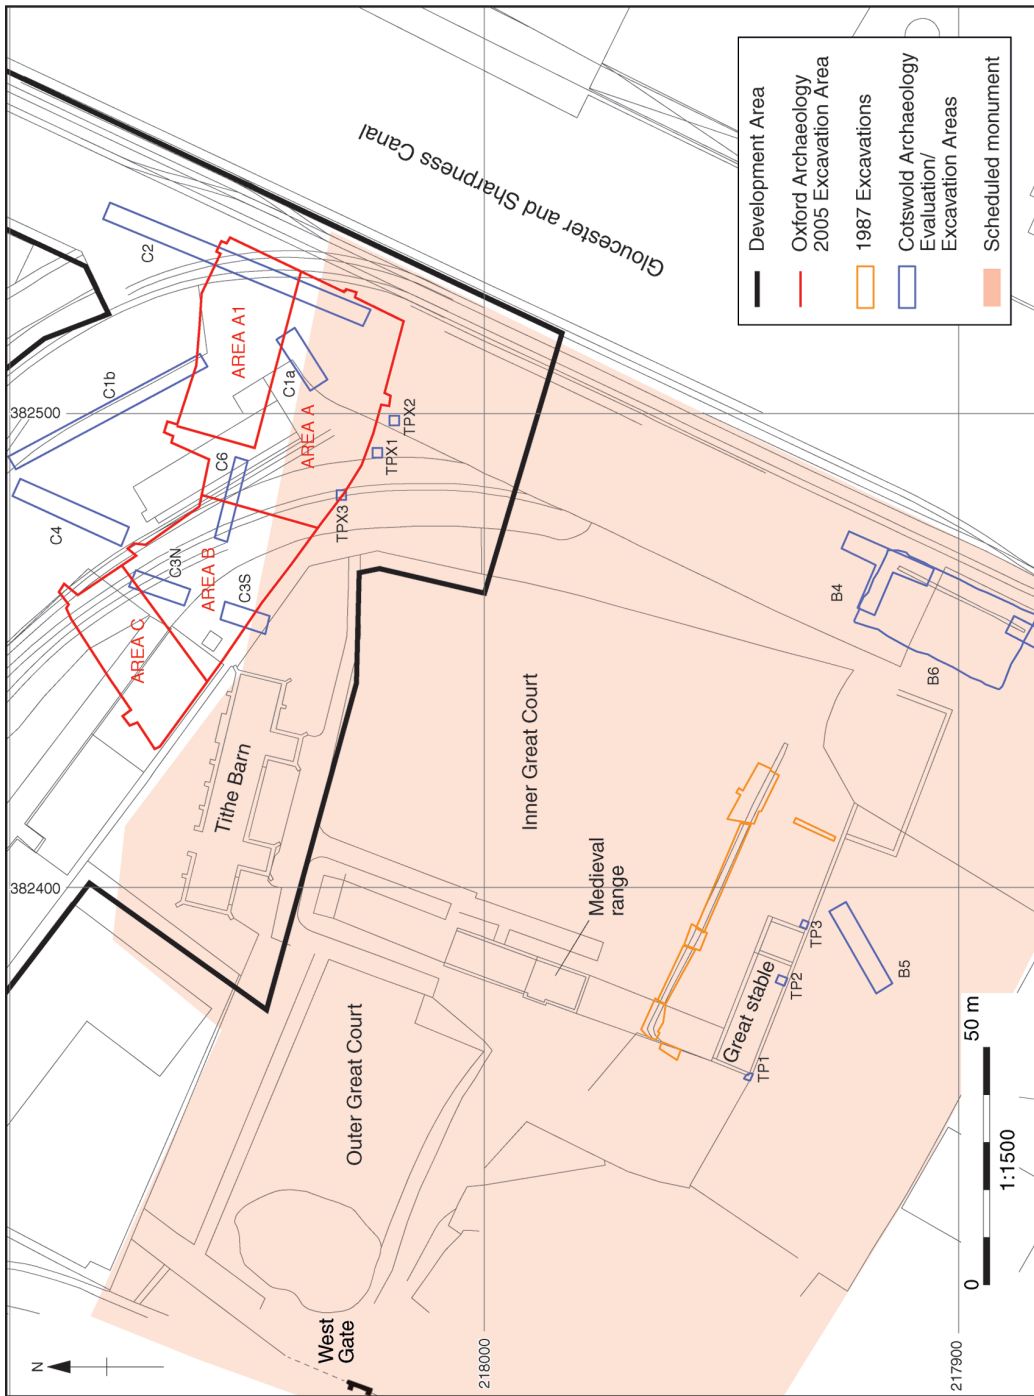 Gloucester and Sharpness Canal
C2
C1b
AREA A1
382500
C1a
C4
C6
AREA A
TPX2
TPX1
TPX3
C3N
AREA B
C3S
AREA C
Tithe Barn
Inner Great Court
B4
B6
382400
Medieval
range
Great stable
TP3
TP2
TP1
B5
Outer Great Court
West
Gate
218000
217900
N
Development Area
Oxford Archaeology
2005 Excavation Area
1987 Excavations
Cotswold Archaeology
Evaluation/
Excavation Areas
Scheduled monument
0
50 m
1:1500